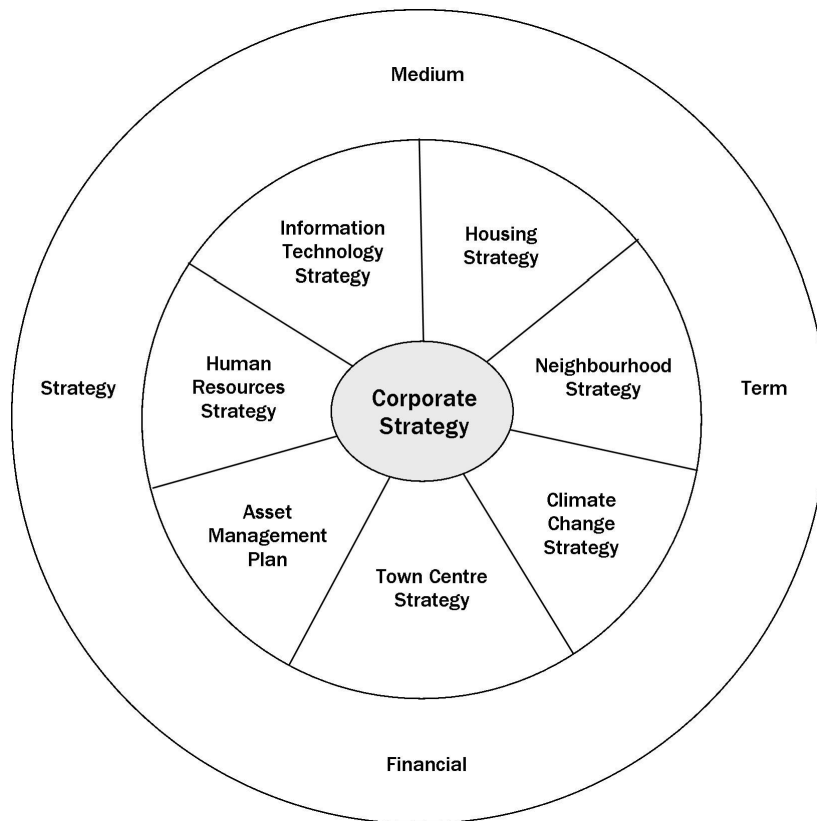 Medium
Term
Financial
Strategy
Information
Technology
Strategy
Housing
Strategy
Neighbourhood
Strategy
Climate
Change
Strategy
Town Centre
Strategy
Asset
Management
Plan
Human
Resources
Strategy
Corporate
Strategy